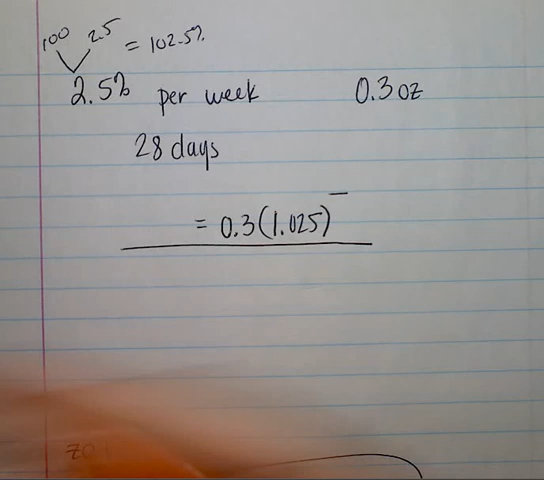 100 2.5 = 102.5%
2.5% per week 0.3 oz
28 days
= 0.3(1.025)